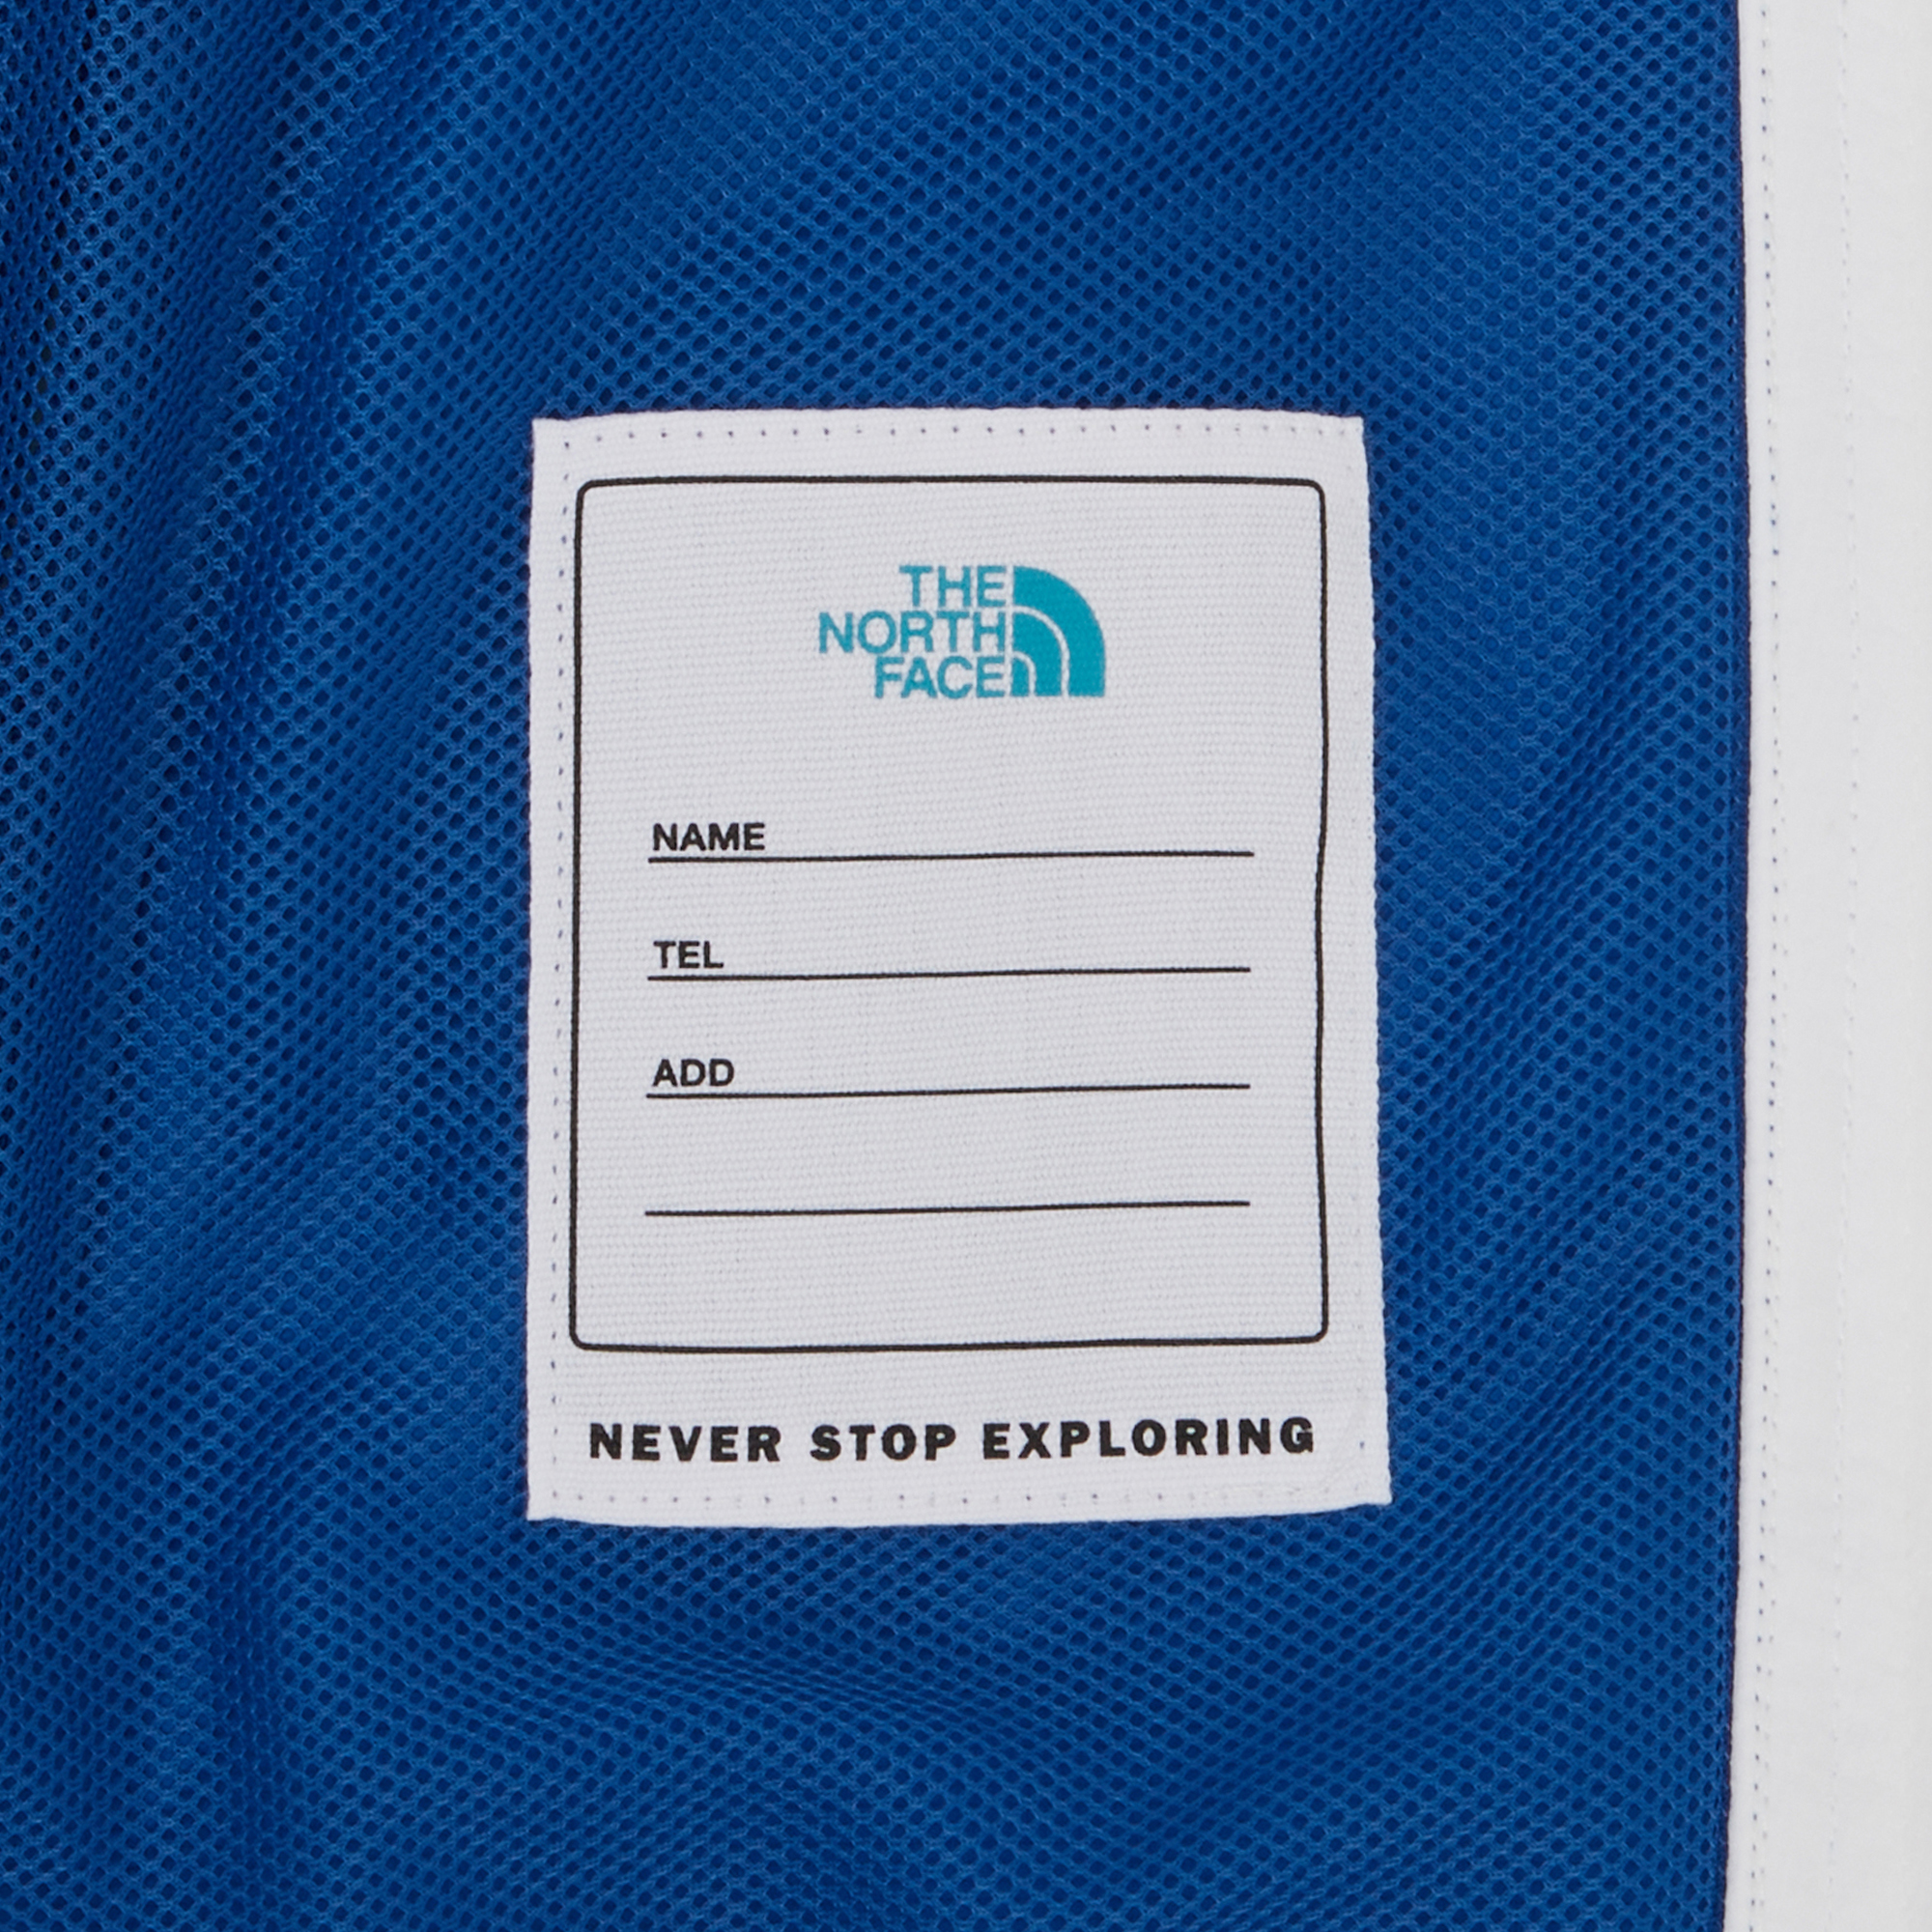 THE
NORTH
FACE
NAME
TEL
ADD
NEVER STOP EXPLORING